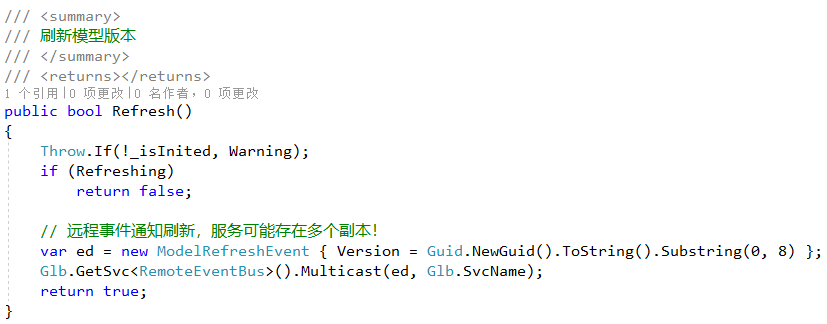 /// <summary>
/// 刷新模型版本
/// </summary>
/// <returns></returns>
1 个引用|0 项更改|0 名作者，0 项更改
public bool Refresh()
{
    Throw.If(!_isInited, Warning);
    if (Refreshing)
        return false;

    // 远程事件通知刷新，服务可能存在多个副本！
    var ed = new ModelRefreshEvent { Version = Guid.NewGuid().ToString().Substring(0, 8) };
    Glb.GetSvc<RemoteEventBus>().Multicast(ed, Glb.SvcName);
    return true;
}